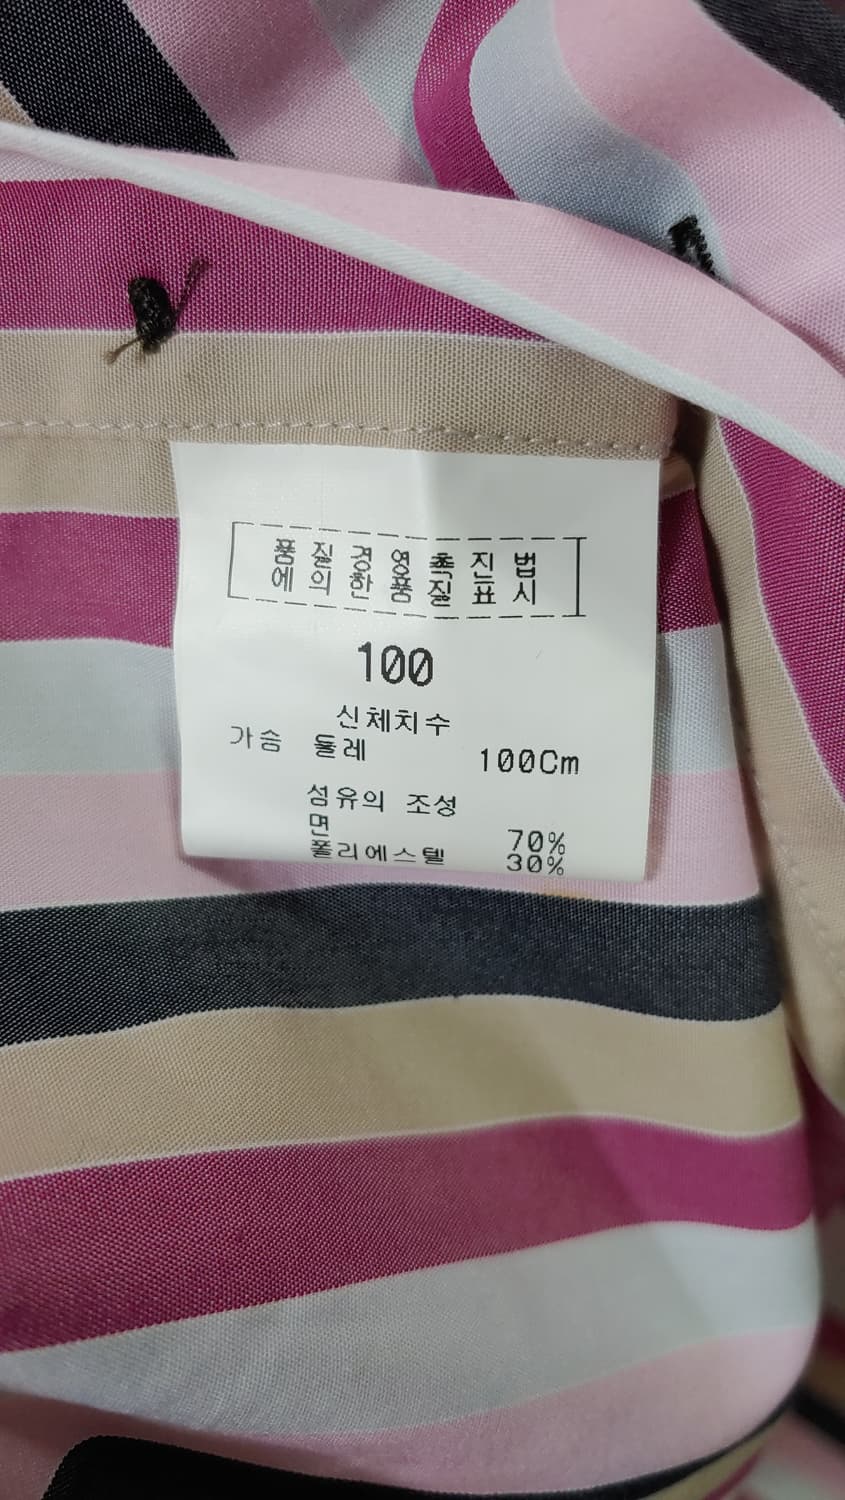 품질경영촉진법
에의한품질표시
100
신체치수
가슴 둘레 100Cm
섬유의 조성
면 70%
폴리에스텔 30%